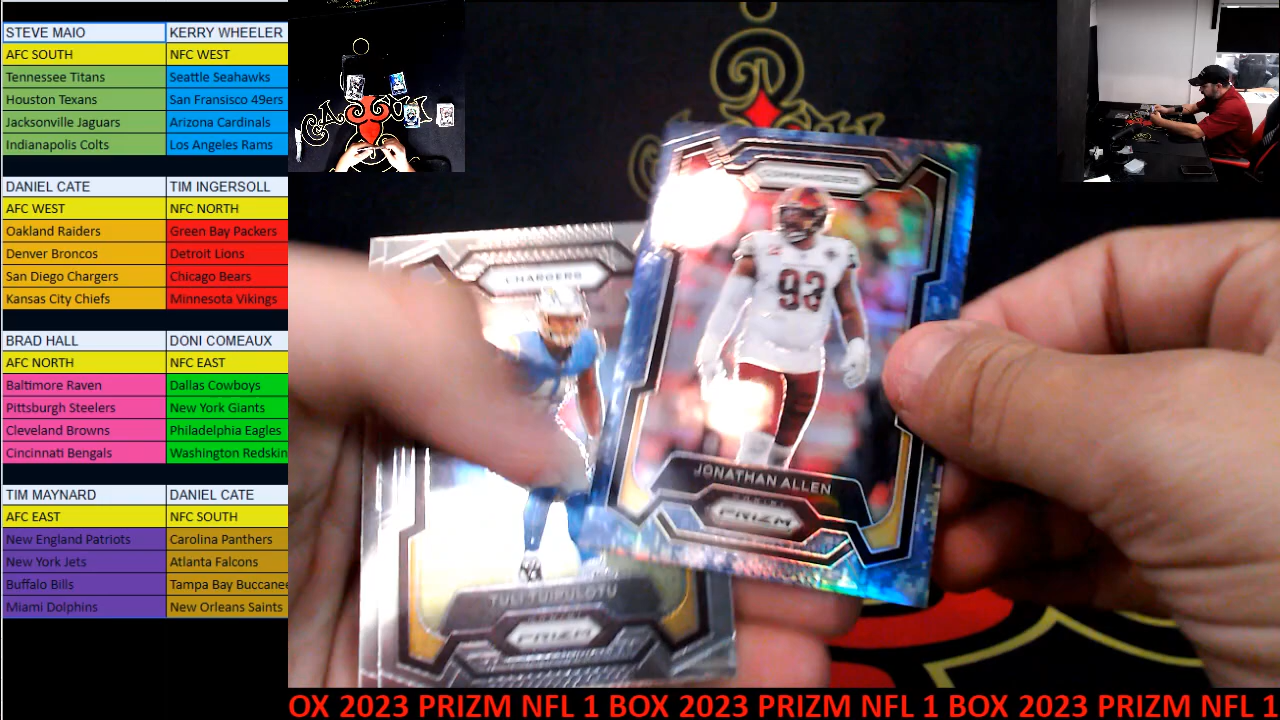 STEVE MAIO
KERRY WHEELER
AFC SOUTH
NFC WEST
Tennessee Titans
Seattle Seahawks
Houston Texans
San Fransisco 49ers
Jacksonville Jaguars
Arizona Cardinals
Indianapolis Colts
Los Angeles Rams
DANIEL CATE
TIM INGERSOLL
AFC WEST
NFC NORTH
Oakland Raiders
Green Bay Packers
Denver Broncos
Detroit Lions
San Diego Chargers
Chicago Bears
Kansas City Chiefs
Minnesota Vikings
BRAD HALL
DONI COMEAUX
AFC NORTH
NFC EAST
Baltimore Raven
Dallas Cowboys
Pittsburgh Steelers
New York Giants
Cleveland Browns
Philadelphia Eagles
Cincinnati Bengals
Washington Redskin
TIM MAYNARD
DANIEL CATE
AFC EAST
NFC SOUTH
New England Patriots
Carolina Panthers
New York Jets
Atlanta Falcons
Buffalo Bills
Tampa Bay Buccanee
Miami Dolphins
New Orleans Saints
COMMANDERS
93
JONATHAN ALLEN
PANINI
PRIZM
CHARGERS
TULI TUIPULOTU
PANINI
PRIZM
OX 2023 PRIZM NFL 1 BOX 2023 PRIZM NFL 1 BOX 2023 PRIZM NFL 1